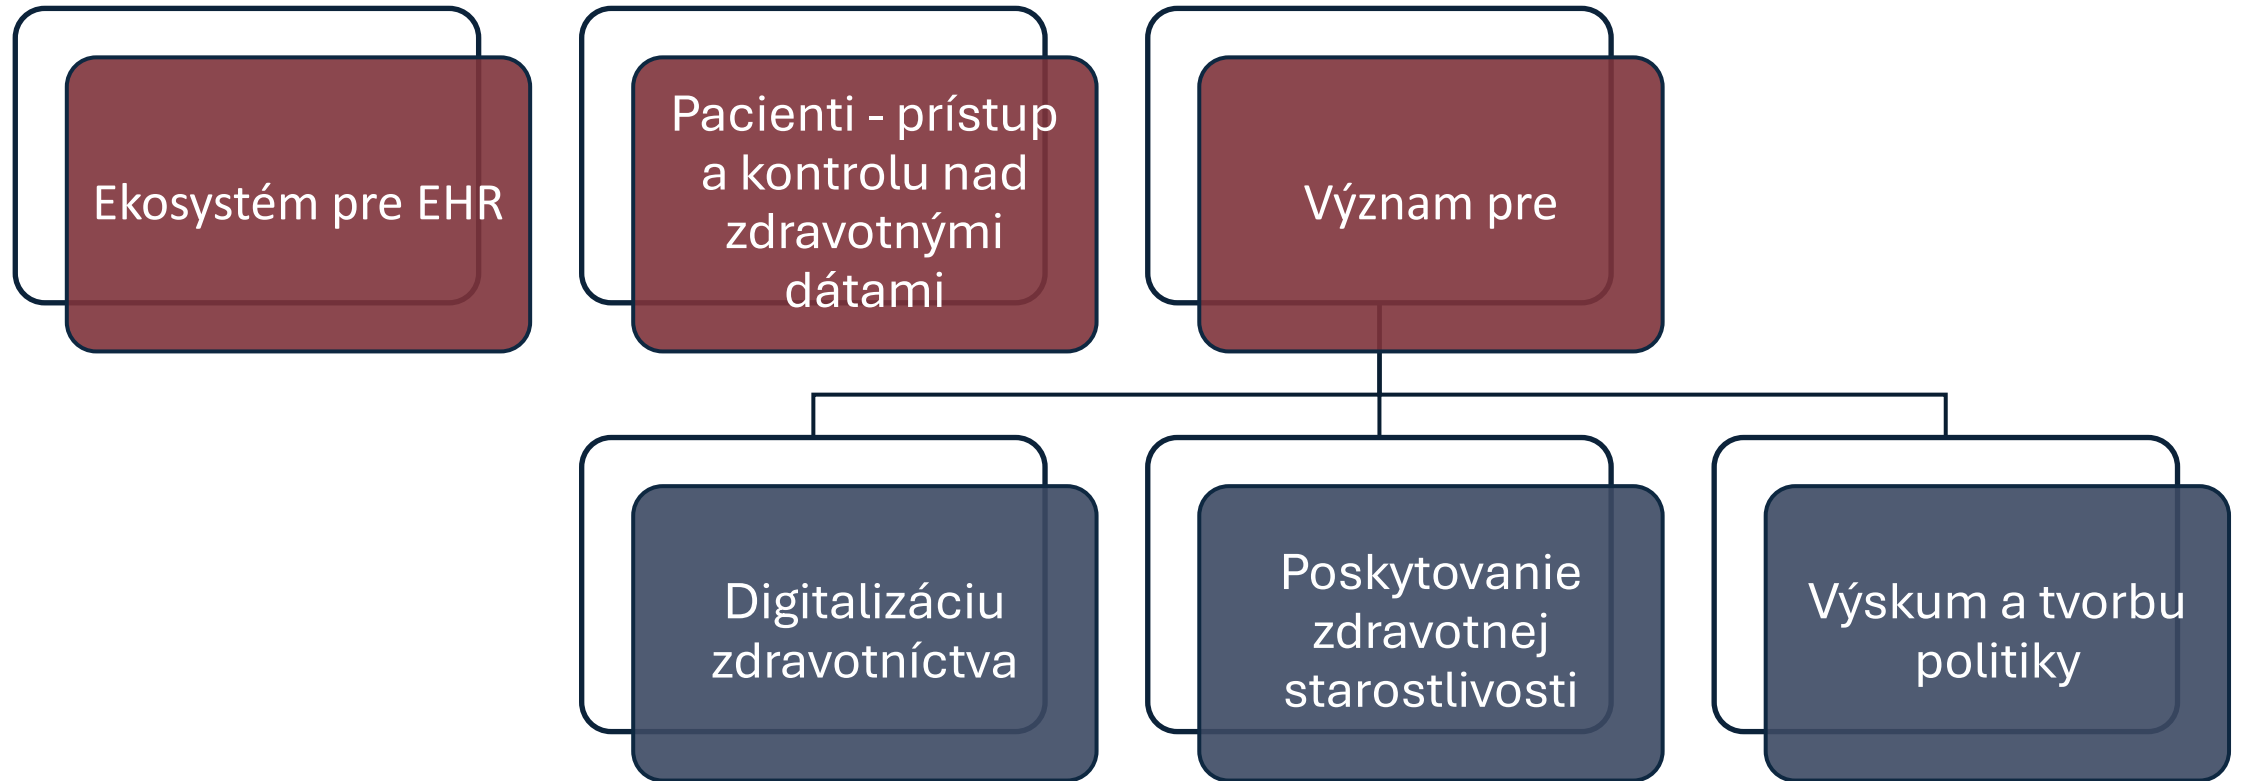 Ekosystém pre EHR
Pacienti - prístup
a kontrolu nad
zdravotnými
dátami
Význam pre
Digitalizáciu
zdravotníctva
Poskytovanie
zdravotnej
starostlivosti
Výskum a tvorbu
politiky